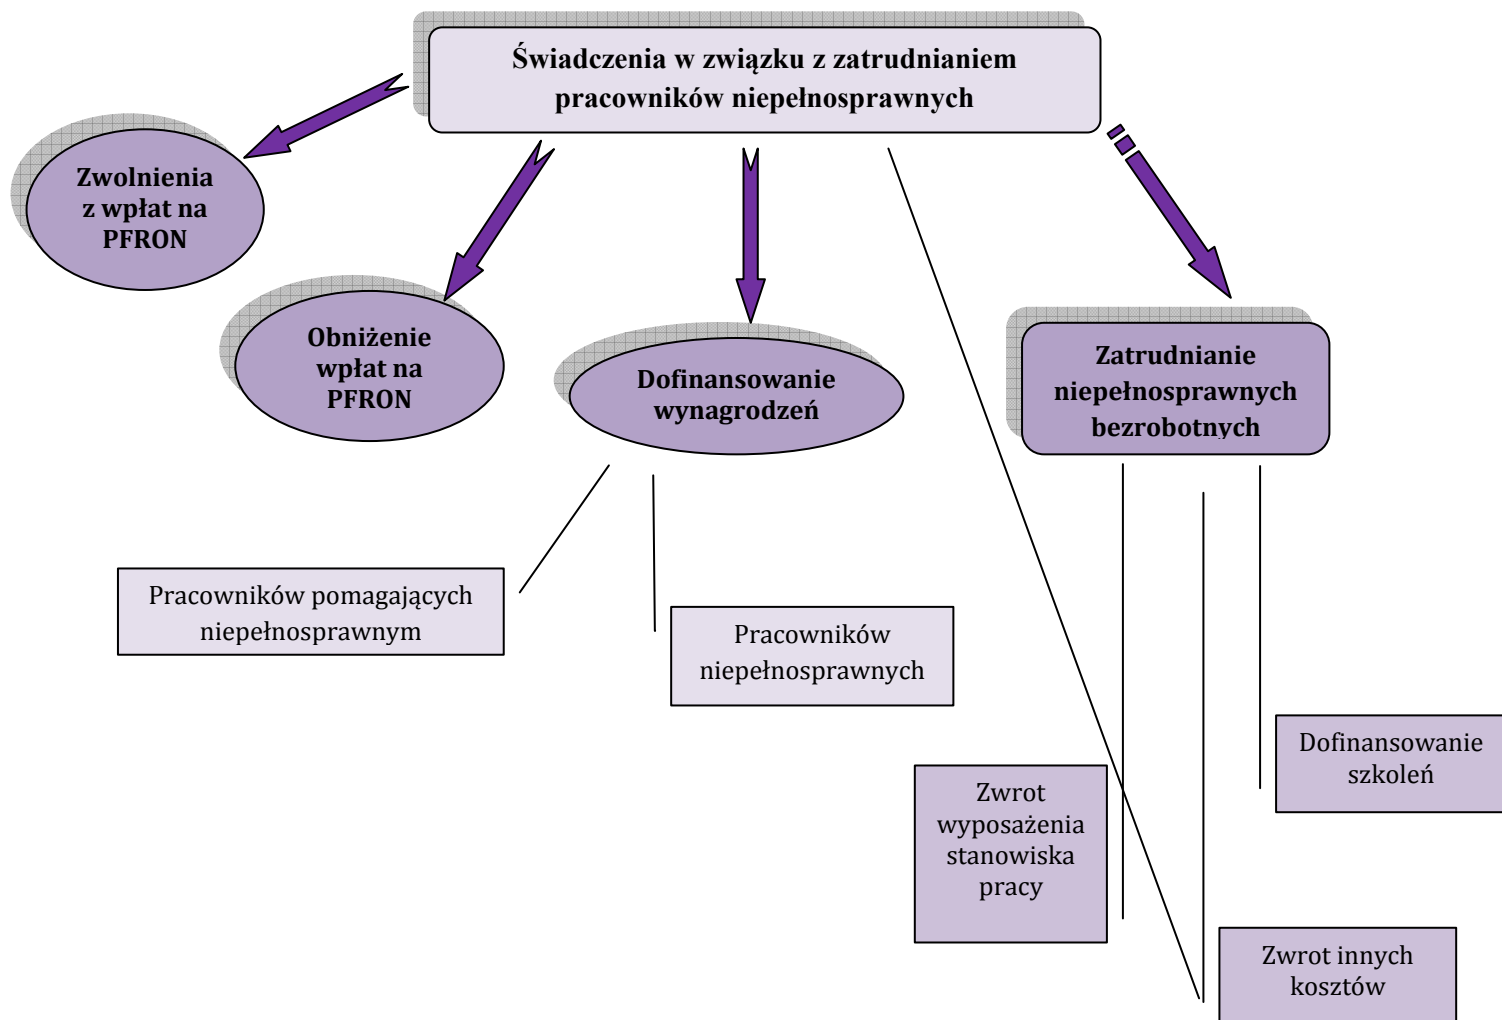 Świadczenia w związku z zatrudnianiem
pracowników niepełnosprawnych
Zwolnienia
z wpłat na
PFRON
Obniżenie
wpłat na
PFRON
Dofinansowanie
wynagrodzeń
Zatrudnianie
niepełnosprawnych
bezrobotnych
Pracowników pomagających
niepełnosprawnym
Pracowników
niepełnosprawnych
Dofinansowanie
szkoleń
Zwrot
wyposażenia
stanowiska
pracy
Zwrot innych
kosztów